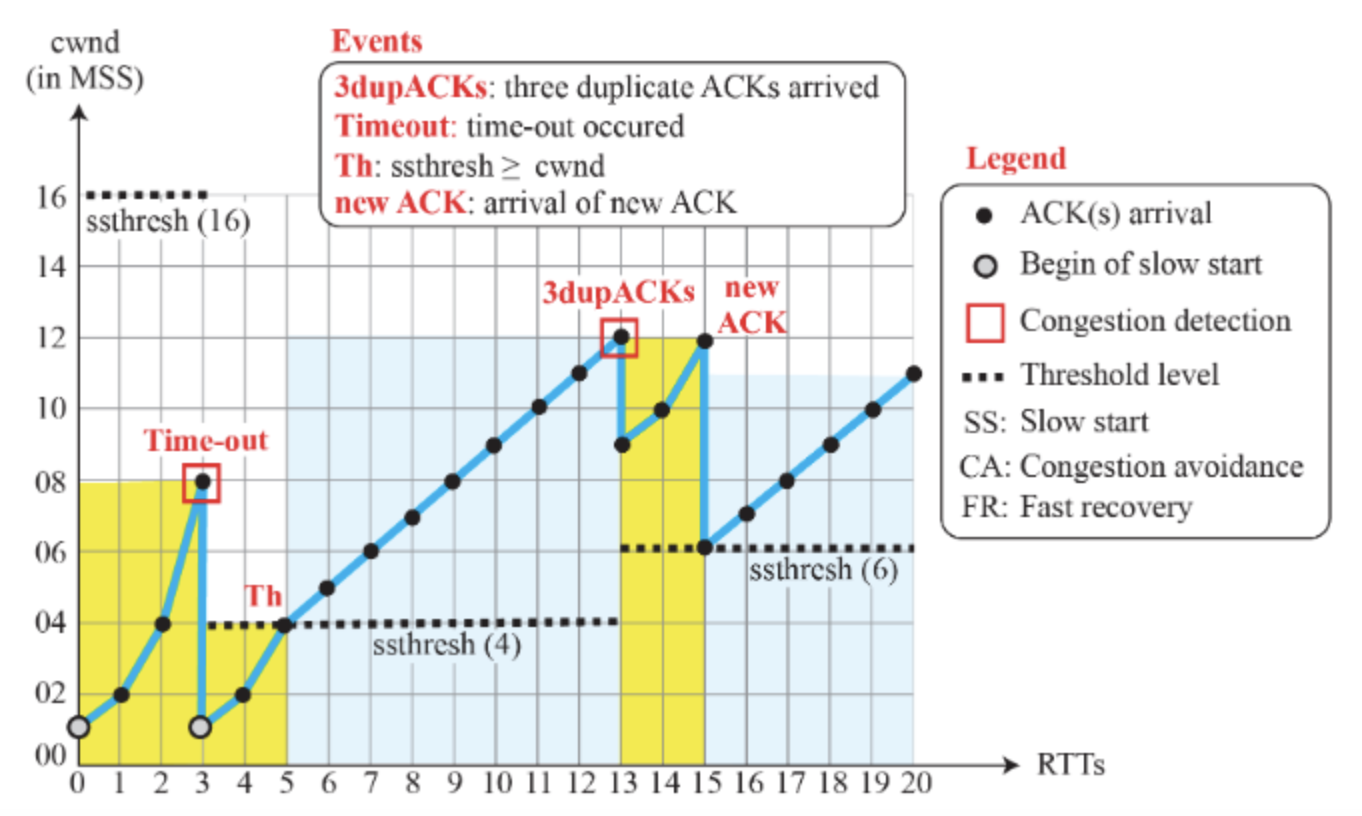 cwnd
(in MSS)
Events
3dupACKs: three duplicate ACKs arrived
Timeout: time-out occured
Th: ssthresh ≥ cwnd
new ACK: arrival of new ACK
Legend
ACK(s) arrival
Begin of slow start
Congestion detection
Threshold level
SS: Slow start
CA: Congestion avoidance
FR: Fast recovery
16
ssthresh (16)
14
3dupACKs
new
ACK
12
10
Time-out
08
06
ssthresh (6)
Th
04
ssthresh (4)
02
00
0 1 2 3 4 5 6 7 8 9 10 11 12 13 14 15 16 17 18 19 20
RTTs